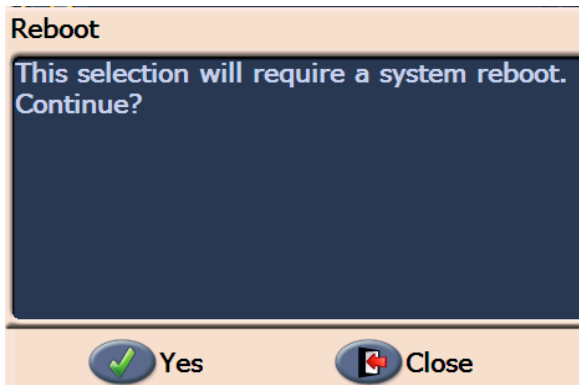 Reboot
This selection will require a system reboot.
Continue?
Yes
Close